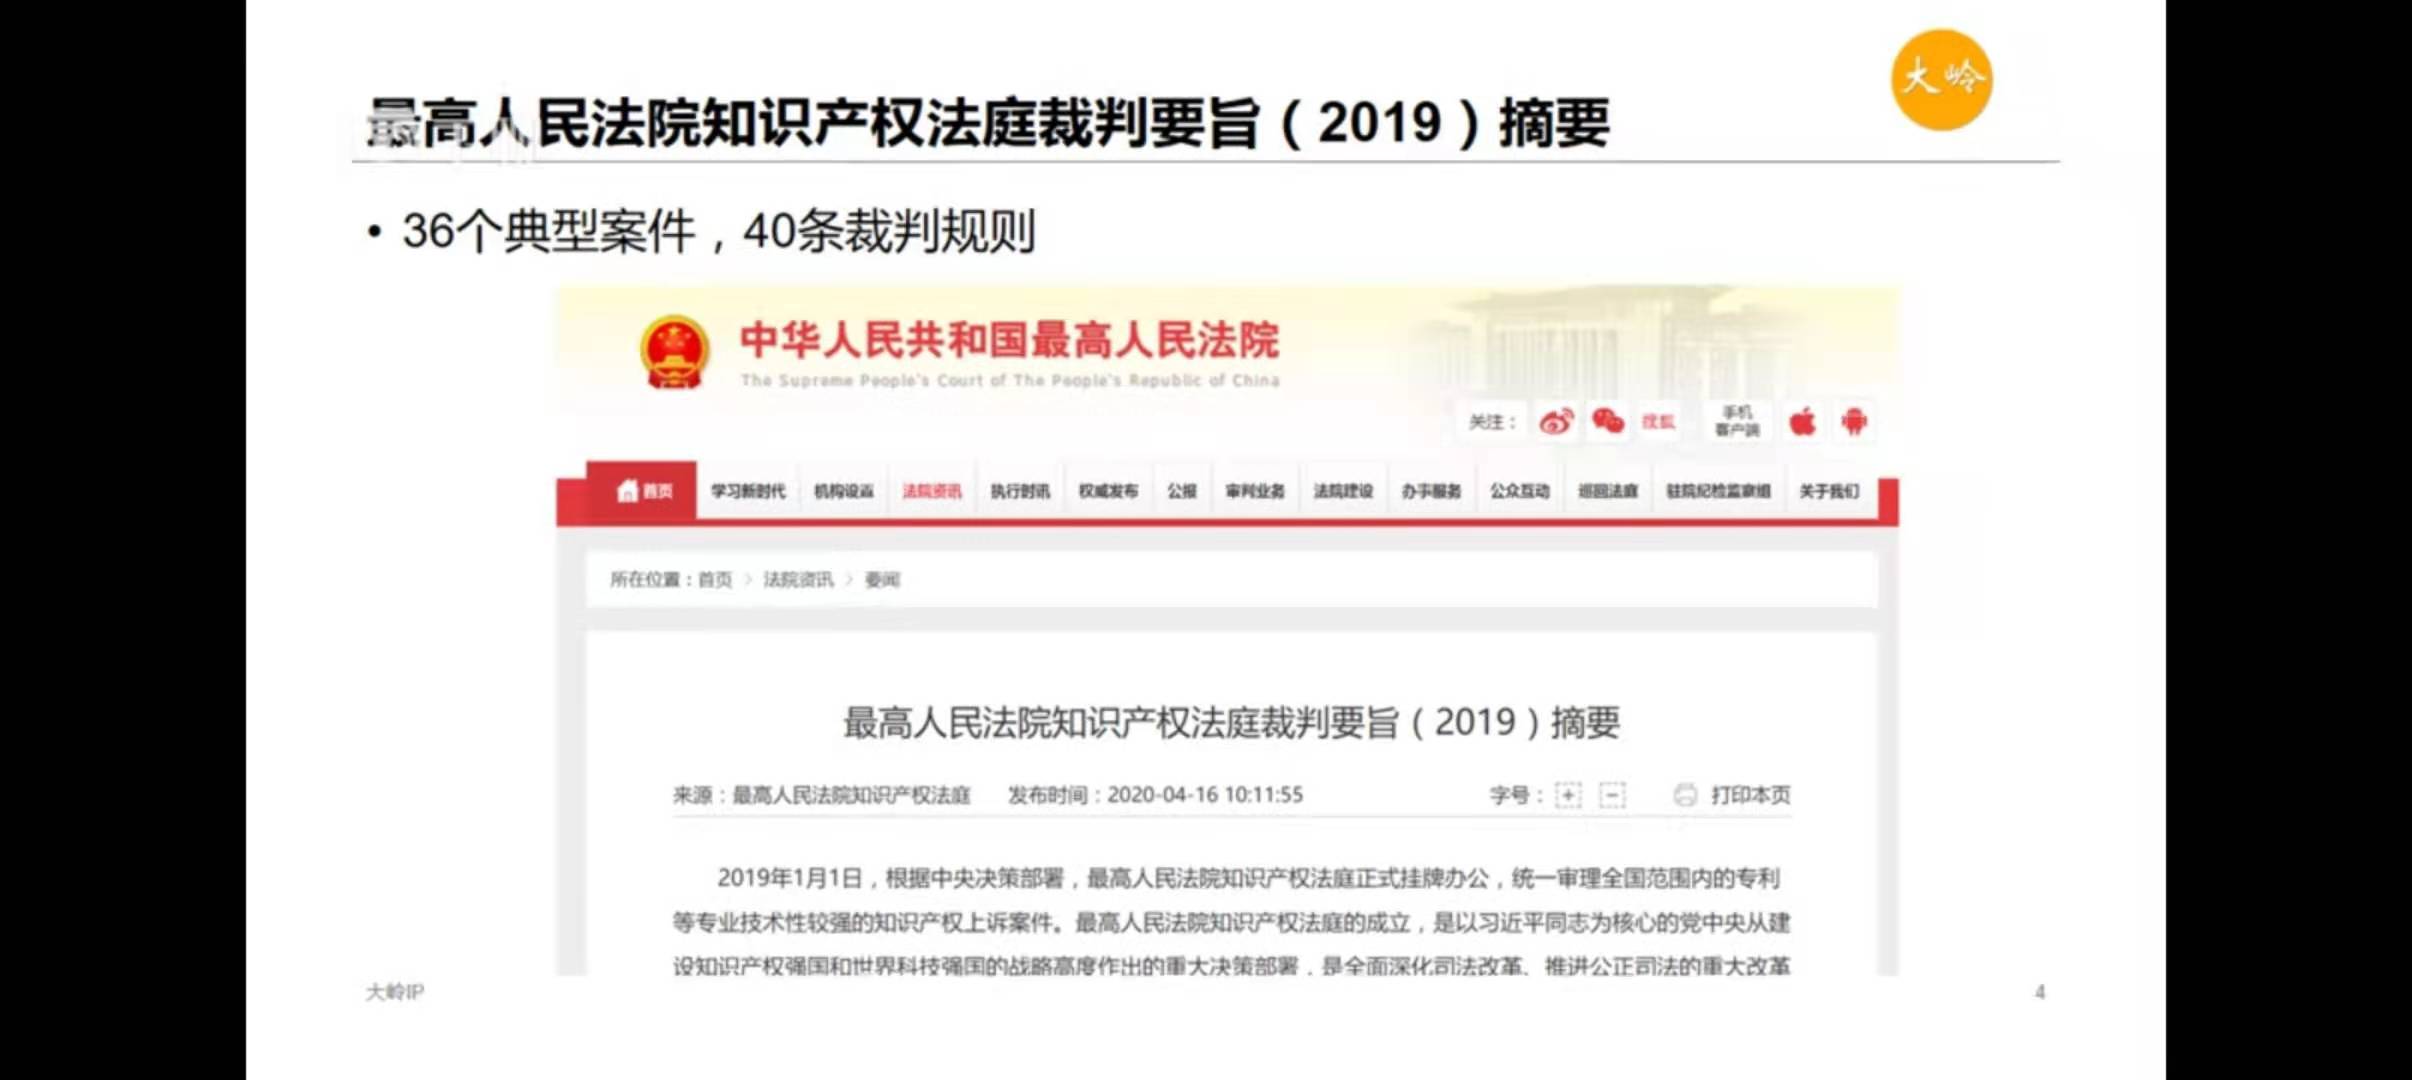 大岭
最高人民法院知识产权法庭裁判要旨（2019）摘要
• 36个典型案件，40条裁判规则
中华人民共和国最高人民法院
The Supreme People's Court of The People's Republic of China
关注： 搜狐 手机客户端
首页 学习新时代 机构设置 法院资讯 执行时讯 权威发布 公报 审判业务 法院建设 办事服务 公众互动 巡回法庭 驻院纪检监察组 关于我们
所在位置：首页 > 法院资讯 > 要闻
最高人民法院知识产权法庭裁判要旨（2019）摘要
来源：最高人民法院知识产权法庭 发布时间：2020-04-16 10:11:55 字号： + − 打印本页
2019年1月1日，根据中央决策部署，最高人民法院知识产权法庭正式挂牌办公，统一审理全国范围内的专利
等专业技术性较强的知识产权上诉案件。最高人民法院知识产权法庭的成立，是以习近平同志为核心的党中央从建
设知识产权强国和世界科技强国的战略高度作出的重大决策部署，是全面深化司法改革、推进公正司法的重大改革
大岭IP
4